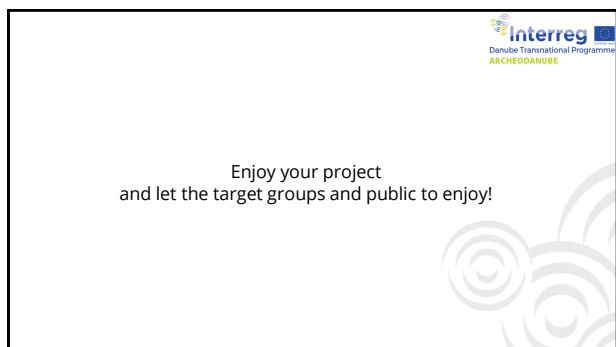 Interreg
Danube Transnational Programme
ARCHEODANUBE
Enjoy your project
and let the target groups and public to enjoy!